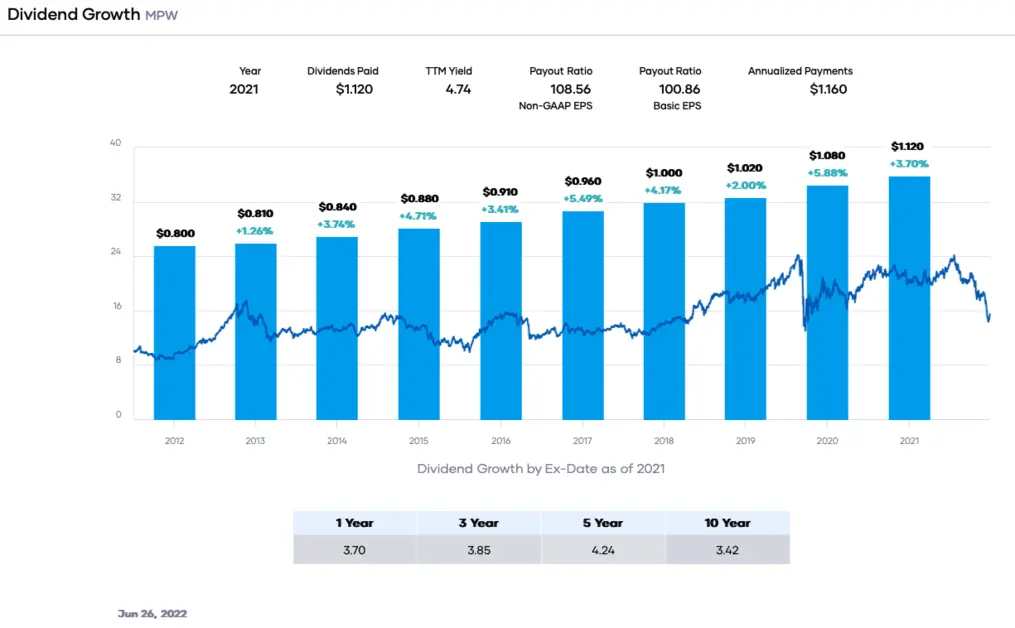 Dividend Growth MPW
Year Dividends Paid TTM Yield Payout Ratio Payout Ratio Annualized Payments
2021 $1.120 4.74 108.56 100.86 $1.160
Non-GAAP EPS Basic EPS
40
32
24
16
8
0
$0.800
$0.810
+1.26%
$0.840
+3.74%
$0.880
+4.71%
$0.910
+3.41%
$0.960
+5.49%
$1.000
+4.17%
$1.020
+2.00%
$1.080
+5.88%
$1.120
+3.70%
2012 2013 2014 2015 2016 2017 2018 2019 2020 2021
Dividend Growth by Ex-Date as of 2021
1 Year 3 Year 5 Year 10 Year
3.70 3.85 4.24 3.42
Jun 26, 2022